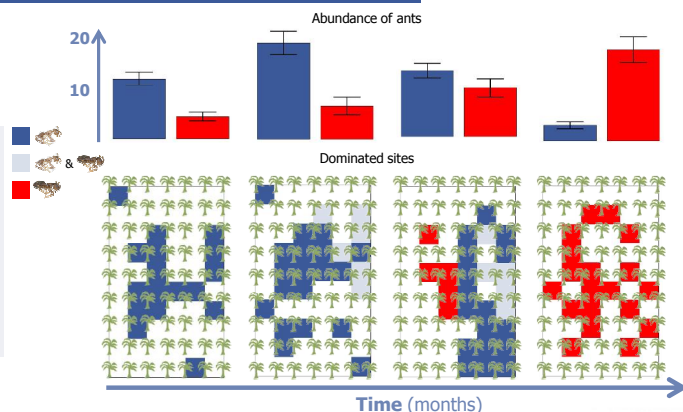 Abundance of ants
20
10
&
Dominated sites
Time (months)